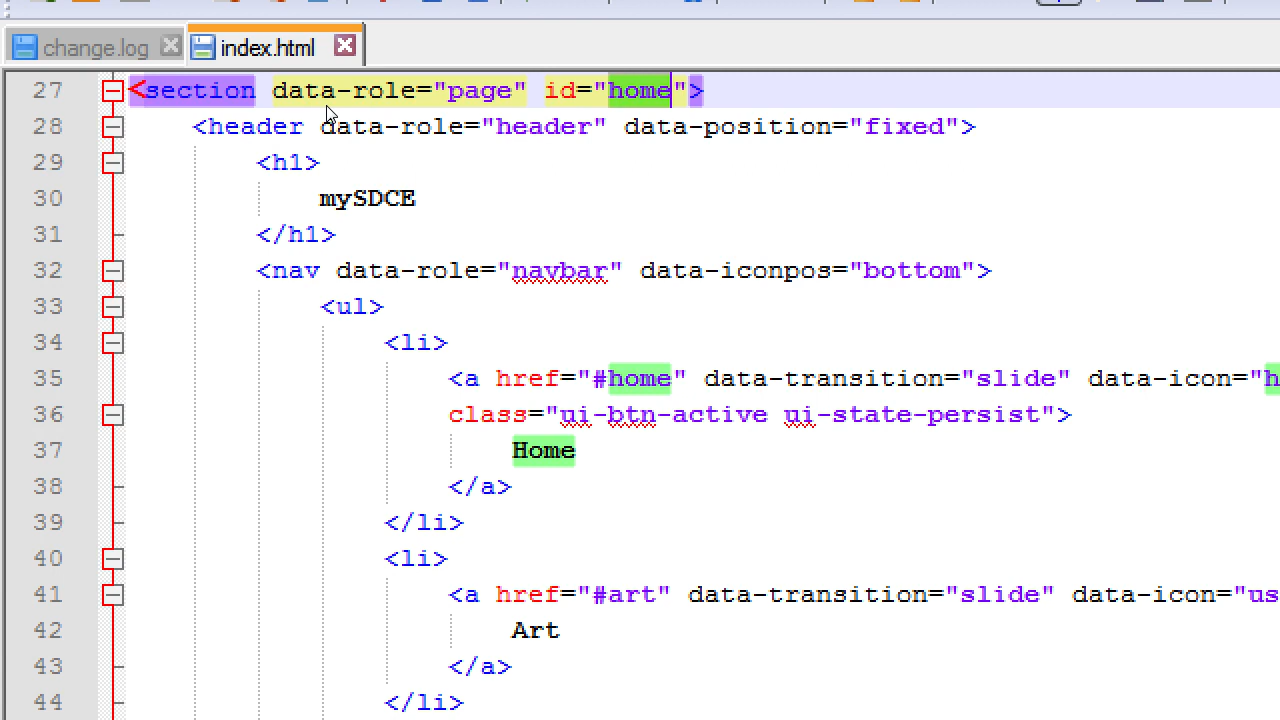 change.log index.html
27 <section data-role="page" id="home">
28 <header data-role="header" data-position="fixed">
29 <h1>
30 mySDCE
31 </h1>
32 <nav data-role="navbar" data-iconpos="bottom">
33 <ul>
34 <li>
35 <a href="#home" data-transition="slide" data-icon="h
36 class="ui-btn-active ui-state-persist">
37 Home
38 </a>
39 </li>
40 <li>
41 <a href="#art" data-transition="slide" data-icon="us
42 Art
43 </a>
44 </li>